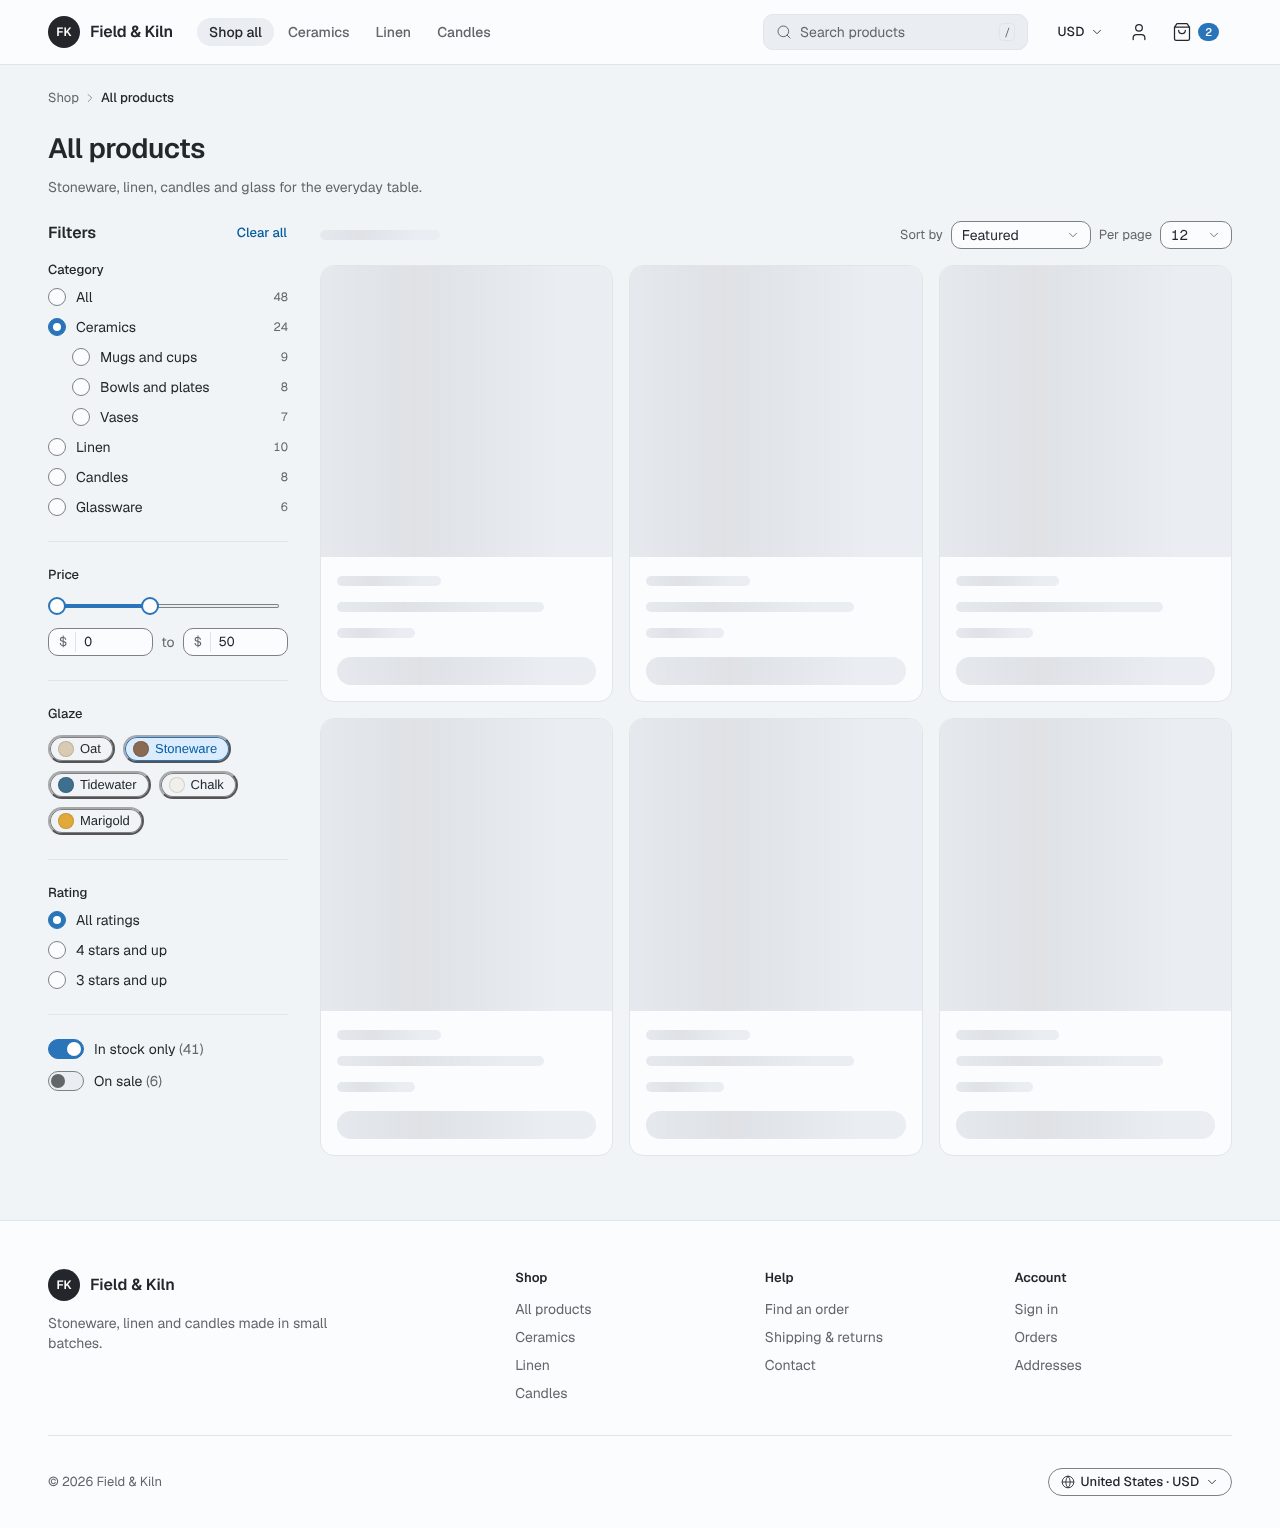 FK Field & Kiln Shop all Ceramics Linen Candles Search products / USD 2
Shop All products
All products
Stoneware, linen, candles and glass for the everyday table.
Filters Clear all
Sort by Featured Per page 12
Category
All 48
Ceramics 24
Mugs and cups 9
Bowls and plates 8
Vases 7
Linen 10
Candles 8
Glassware 6
Price
$ 0 to $ 50
Glaze
Oat Stoneware
Tidewater Chalk
Marigold
Rating
All ratings
4 stars and up
3 stars and up
In stock only (41)
On sale (6)
FK Field & Kiln
Stoneware, linen and candles made in small
batches.
Shop
All products
Ceramics
Linen
Candles
Help
Find an order
Shipping & returns
Contact
Account
Sign in
Orders
Addresses
© 2026 Field & Kiln
United States · USD